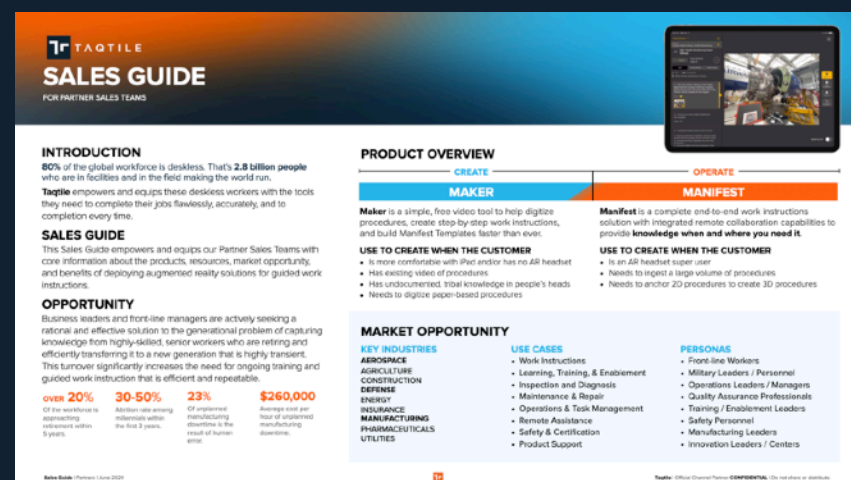 TAQTILE
SALES GUIDE
FOR PARTNER SALES TEAMS
INTRODUCTION
80% of the global workforce is deskless. That's 2.8 billion people
who are in facilities and in the field making the world run.
Taqtile empowers and equips these deskless workers with the tools
they need to complete their jobs flawlessly, accurately, and to
completion every time.
SALES GUIDE
This Sales Guide empowers and equips our Partner Sales Teams with
core information about the products, resources, market opportunity,
and benefits of deploying augmented reality solutions for guided work
instructions.
OPPORTUNITY
Business leaders and front-line managers are actively seeking a
rational and effective solution to the generational problem of capturing
knowledge from highly-skilled, senior workers who are retiring and
efficiently transferring it to a new generation that is highly transient.
This turnover significantly increases the need for ongoing training and
guided work instruction that is efficient and repeatable.
OVER 20%
Of the workforce is
approaching
retirement within
5 years.
30-50%
Attrition rate among
millennials within
the first 3 years.
23%
Of unplanned
manufacturing
downtime is the
result of human
error.
$260,000
Average cost per
hour of unplanned
manufacturing
downtime.
PRODUCT OVERVIEW
CREATE
MAKER
Maker is a simple, free video tool to help digitize
procedures, create step-by-step work instructions,
and build Manifest Templates faster than ever.
USE TO CREATE WHEN THE CUSTOMER
• Is more comfortable with iPad and/or has no AR headset
• Has existing video of procedures
• Has undocumented, tribal knowledge in people's heads
• Needs to digitize paper-based procedures
OPERATE
MANIFEST
Manifest is a complete end-to-end work instructions
solution with integrated remote collaboration capabilities to
provide knowledge when and where you need it.
USE TO CREATE WHEN THE CUSTOMER
• Is an AR headset super user
• Needs to ingest a large volume of procedures
• Needs to anchor 2D procedures to create 3D procedures
MARKET OPPORTUNITY
KEY INDUSTRIES
AEROSPACE
AGRICULTURE
CONSTRUCTION
DEFENSE
ENERGY
INSURANCE
MANUFACTURING
PHARMACEUTICALS
UTILITIES
USE CASES
• Work Instructions
• Learning, Training, & Enablement
• Inspection and Diagnosis
• Maintenance & Repair
• Operations & Task Management
• Remote Assistance
• Safety & Certification
• Product Support
PERSONAS
• Front-line Workers
• Military Leaders / Personnel
• Operations Leaders / Managers
• Quality Assurance Professionals
• Training / Enablement Leaders
• Safety Personnel
• Manufacturing Leaders
• Innovation Leaders / Centers
Sales Guide | Partners | June 2024
Taqtile | Official Channel Partner CONFIDENTIAL | Do not share or distribute.